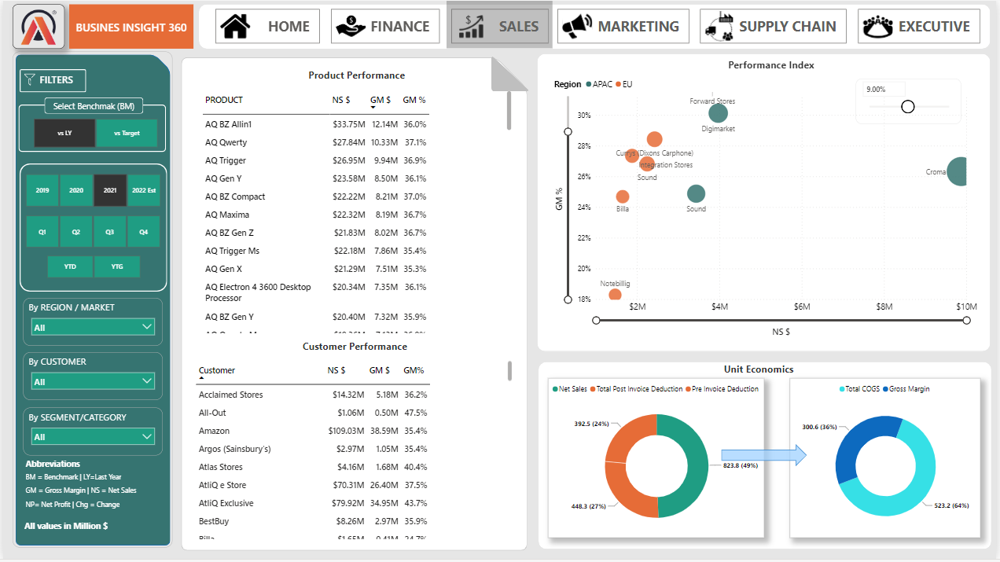 BUSINES INSIGHT 360
HOME
FINANCE
SALES
MARKETING
SUPPLY CHAIN
EXECUTIVE
FILTERS
Select Benchmak (BM)
vs LY
vs Target
2019
2020
2021
2022 Est
Q1
Q2
Q3
Q4
YTD
YTG
By REGION / MARKET
All
By CUSTOMER
All
By SEGMENT/CATEGORY
All
Abbreviations
BM = Benchmark | LY=Last Year
GM = Gross Margin | NS = Net Sales
NP= Net Profit | Chg = Change
All values in Million $
Product Performance
PRODUCT NS $ GM $ GM %
AQ BZ Allin1 $33.75M 12.14M 36.0%
AQ Qwerty $27.84M 10.33M 37.1%
AQ Trigger $26.95M 9.94M 36.9%
AQ Gen Y $23.58M 8.50M 36.1%
AQ BZ Compact $22.22M 8.21M 37.0%
AQ Maxima $22.32M 8.19M 36.7%
AQ BZ Gen Z $21.83M 8.02M 36.7%
AQ Trigger Ms $22.18M 7.86M 35.4%
AQ Gen X $21.29M 7.51M 35.3%
AQ Electron 4 3600 Desktop $20.34M 7.35M 36.1%
Processor
AQ BZ Gen Y $20.40M 7.32M 35.9%
Customer Performance
Customer NS $ GM $ GM%
Acclaimed Stores $14.32M 5.18M 36.2%
All-Out $1.06M 0.50M 47.5%
Amazon $109.03M 38.59M 35.4%
Argos (Sainsbury's) $2.97M 1.05M 35.4%
Atlas Stores $4.16M 1.68M 40.4%
AtliQ e Store $70.31M 26.40M 37.5%
AtliQ Exclusive $79.92M 34.95M 43.7%
BestBuy $8.26M 2.97M 35.9%
Performance Index
Region APAC EU
9.00%
GM %
30%
28%
26%
24%
22%
20%
18%
Forward Stores
Digimarket
Currys (Dixons Carphone)
Integration Stores
Sound
Croma
Billa
Sound
Notebillig
$2M $4M $6M $8M $10M
NS $
Unit Economics
Net Sales Total Post Invoice Deduction Pre Invoice Deduction
392.5 (24%)
823.8 (49%)
448.3 (27%)
Total COGS Gross Margin
300.6 (36%)
523.2 (64%)